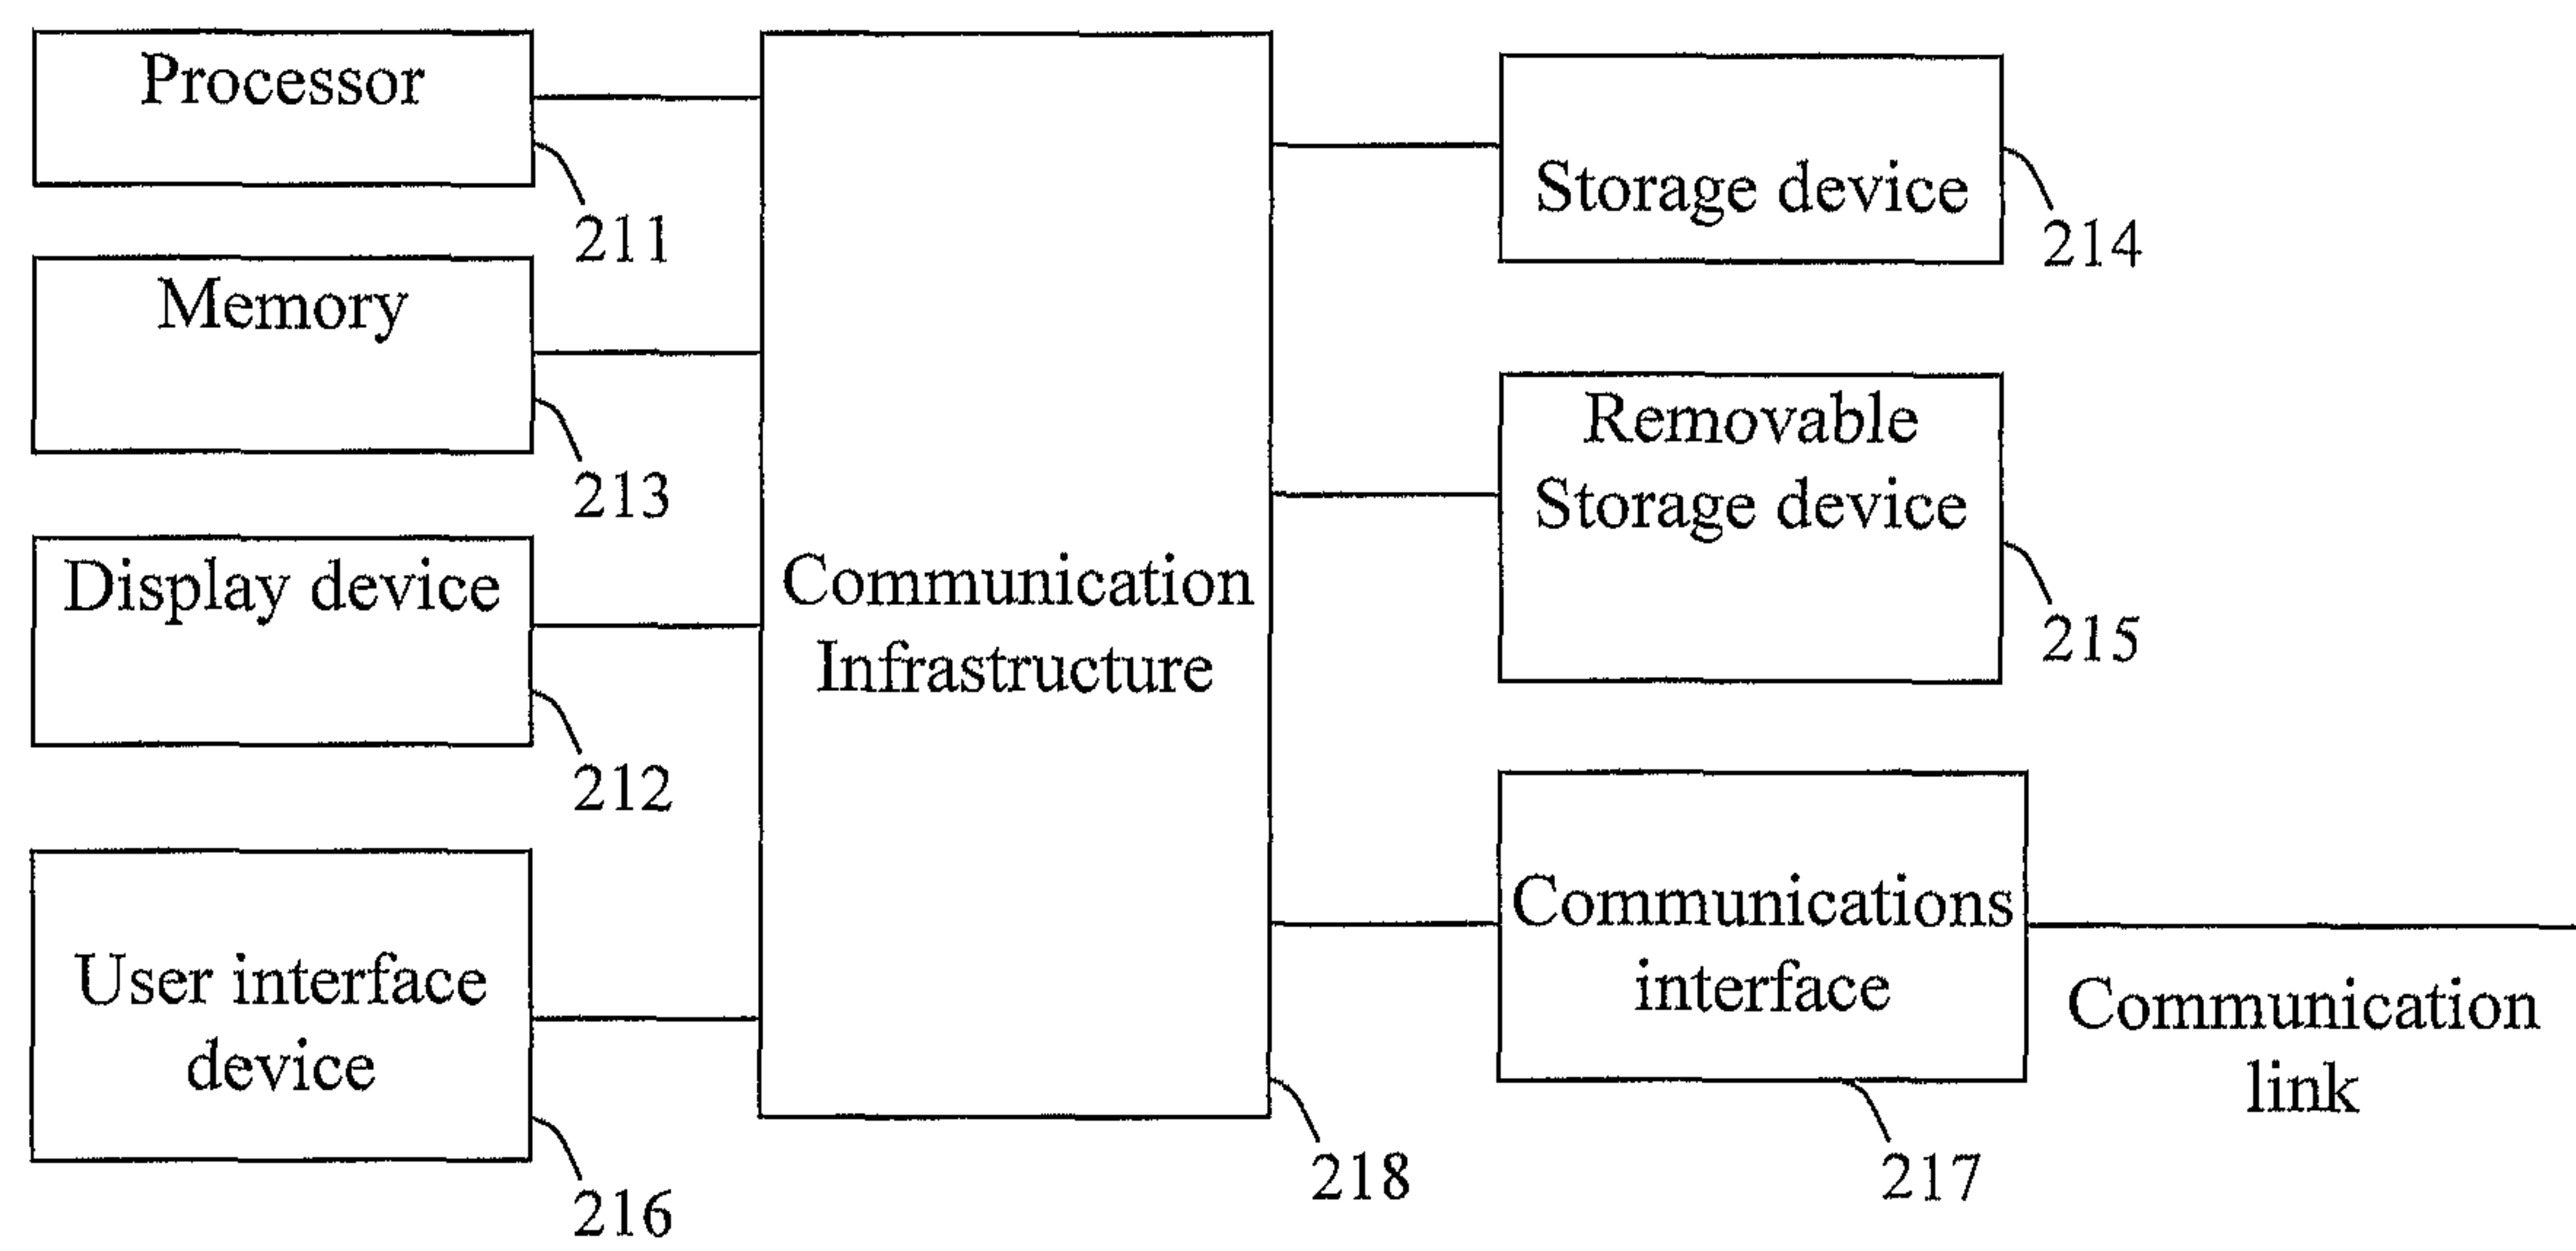 Processor
211
Memory
213
Display device
212
User interface
device
216
Communication
Infrastructure
218
Storage device
214
Removable
Storage device
215
Communications
interface
217
Communication
link